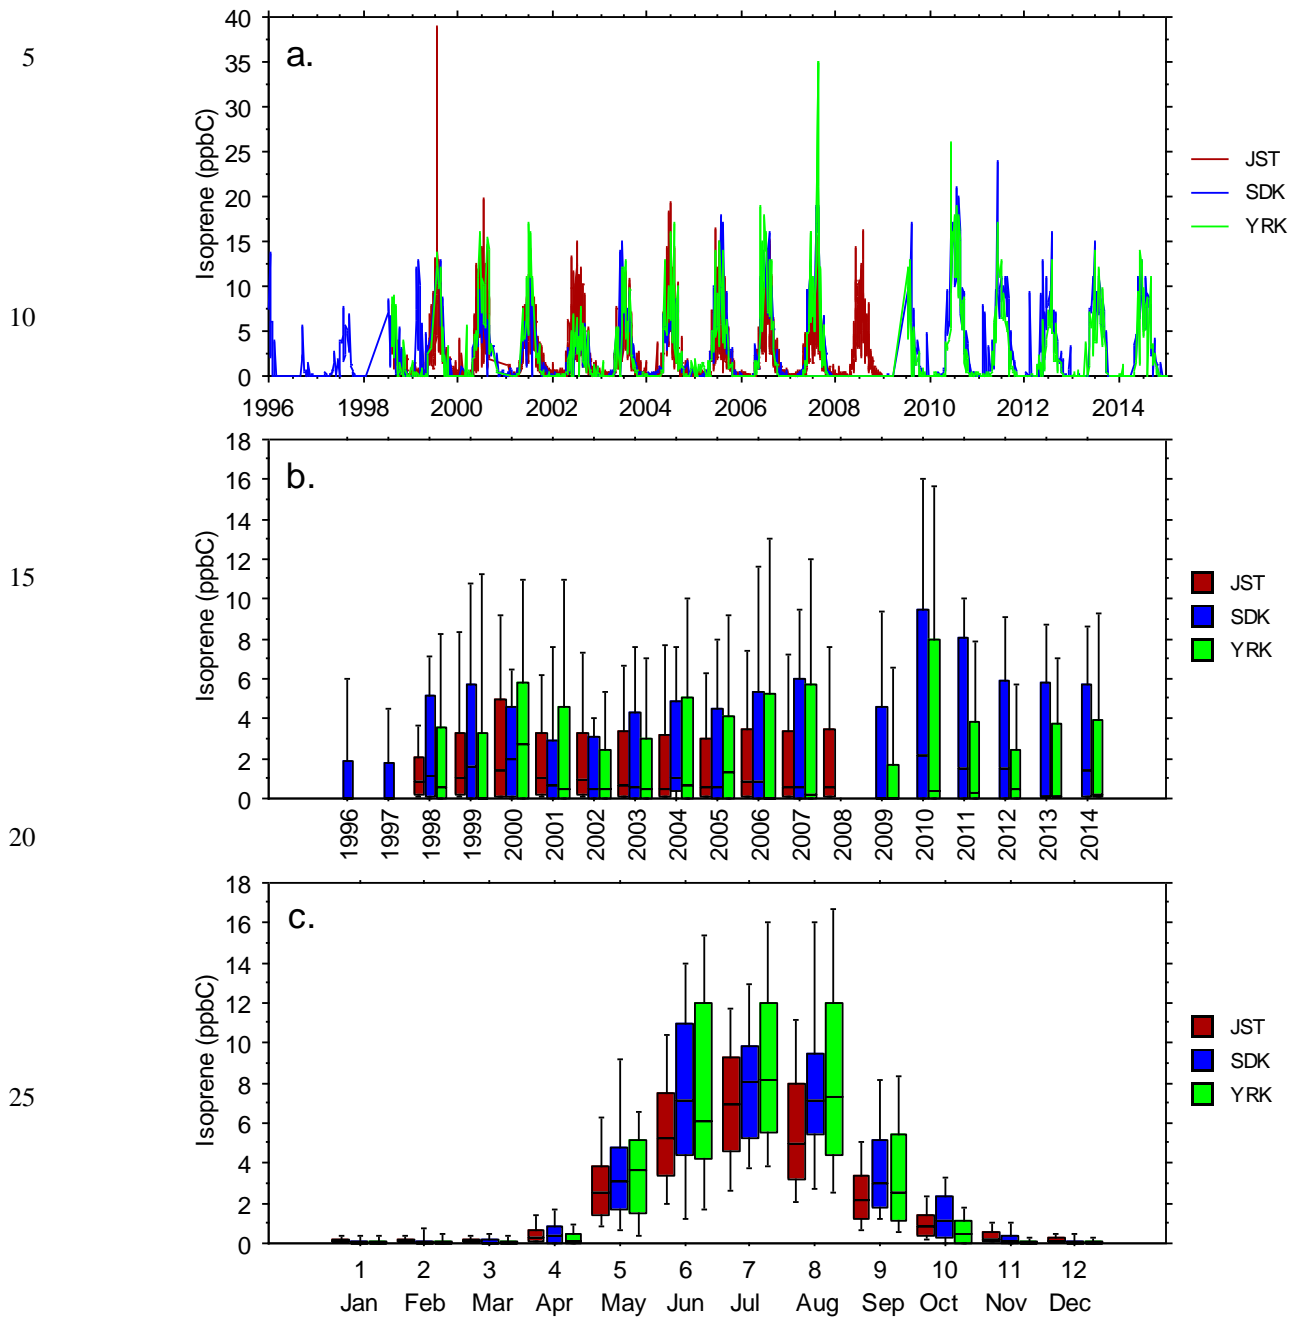 5
10
15
20
25
a.
Isoprene (ppbC)
40
35
30
25
20
15
10
5
0
1996 1998 2000 2002 2004 2006 2008 2010 2012 2014
JST
SDK
YRK
b.
Isoprene (ppbC)
18
16
14
12
10
8
6
4
2
0
1996 1997 1998 1999 2000 2001 2002 2003 2004 2005 2006 2007 2008 2009 2010 2011 2012 2013 2014
JST
SDK
YRK
c.
Isoprene (ppbC)
18
16
14
12
10
8
6
4
2
0
1 2 3 4 5 6 7 8 9 10 11 12
Jan Feb Mar Apr May Jun Jul Aug Sep Oct Nov Dec
JST
SDK
YRK